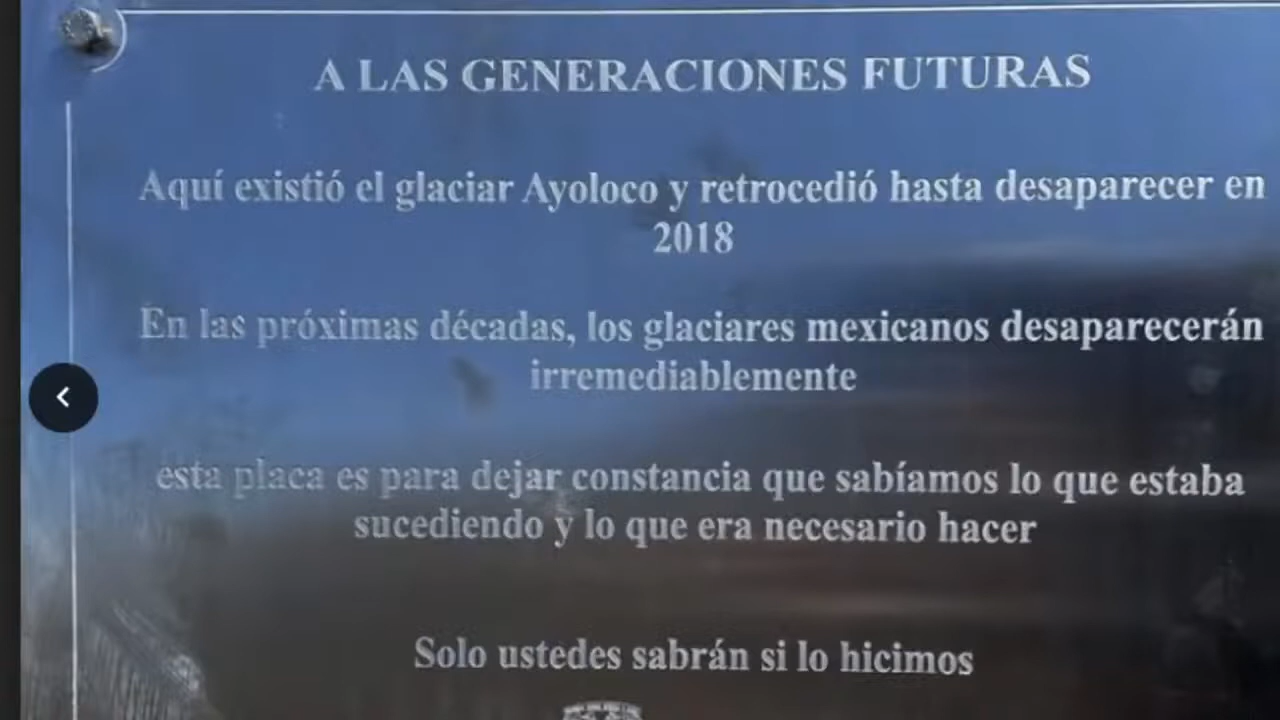 A LAS GENERACIONES FUTURAS
Aquí existió el glaciar Ayoloco y retrocedió hasta desaparecer en
2018
En las próximas décadas, los glaciares mexicanos desaparecerán
irremediablemente
esta placa es para dejar constancia que sabíamos lo que estaba
sucediendo y lo que era necesario hacer
Solo ustedes sabrán si lo hicimos